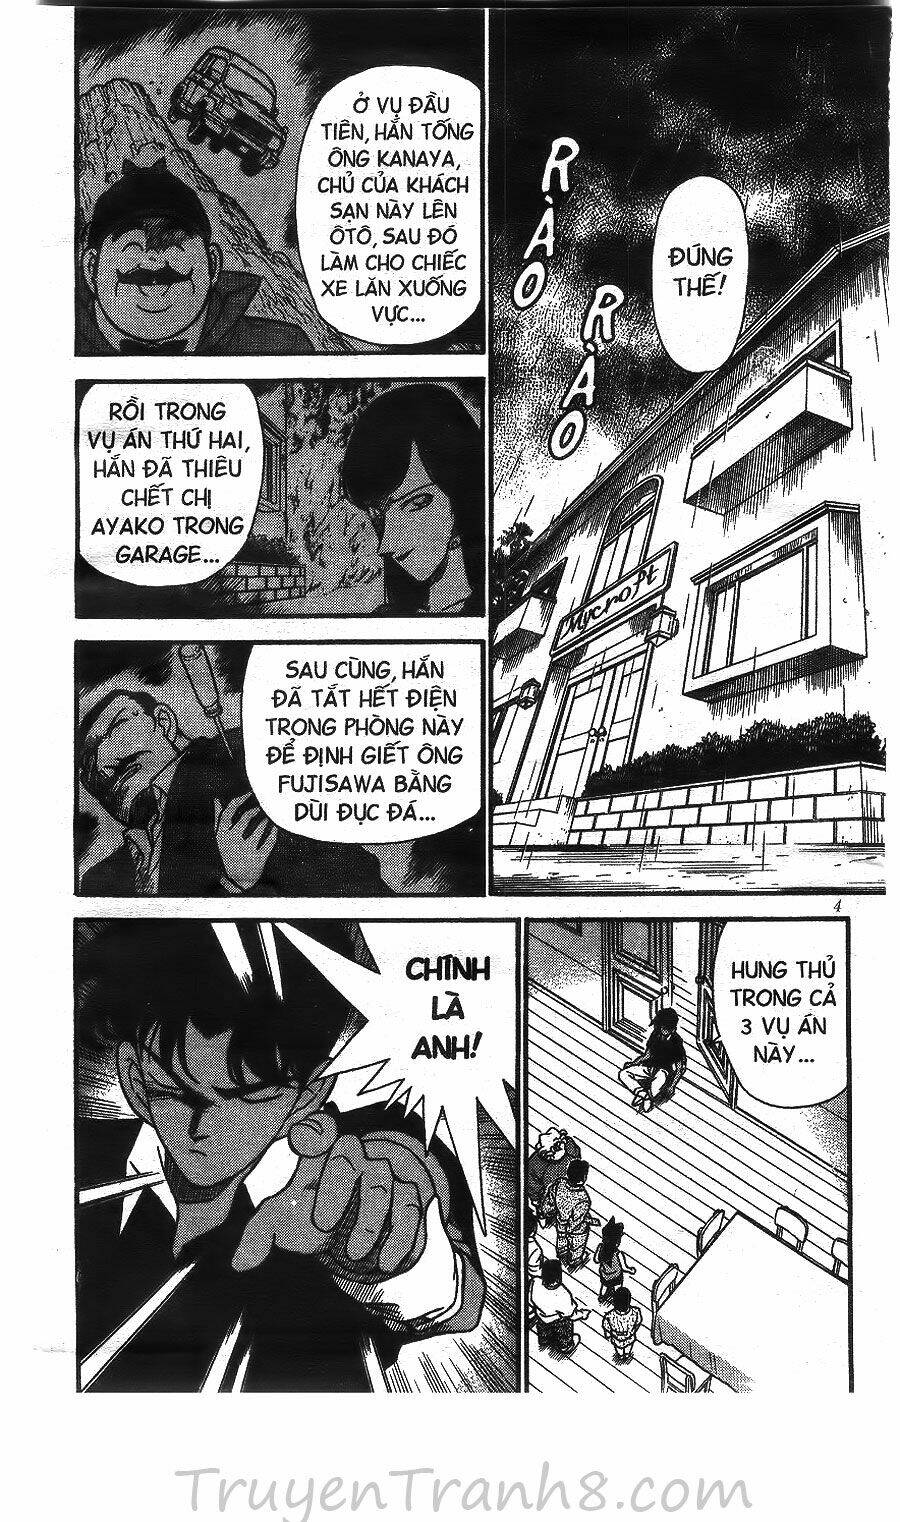 ĐÚNG
THẾ!
RÀO
RÀO
Mycroft
Ở VỤ ĐẦU
TIÊN, HẮN TỐNG
ÔNG KANAYA,
CHỦ CỦA KHÁCH
SẠN NÀY LÊN
ÔTÔ, SAU ĐÓ
LÀM CHO CHIẾC
XE LĂN XUỐNG
VỰC...
RỒI TRONG
VỤ ÁN THỨ HAI,
HẮN ĐÃ THIÊU
CHẾT CHỊ
AYAKO TRONG
GARAGE...
SAU CÙNG, HẮN
ĐÃ TẮT HẾT ĐIỆN
TRONG PHÒNG NÀY
ĐỂ ĐỊNH GIẾT ÔNG
FUJISAWA BẰNG
DÙI ĐỤC ĐÁ...
4
HUNG THỦ
TRONG CẢ
3 VỤ ÁN
NÀY...
CHÍNH
LÀ
ANH!
TruyenTranh8.com